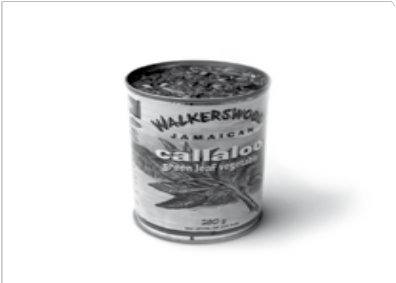 WALKERSWOOD
JAMAICAN
callaloo
green leaf vegetable
280 g